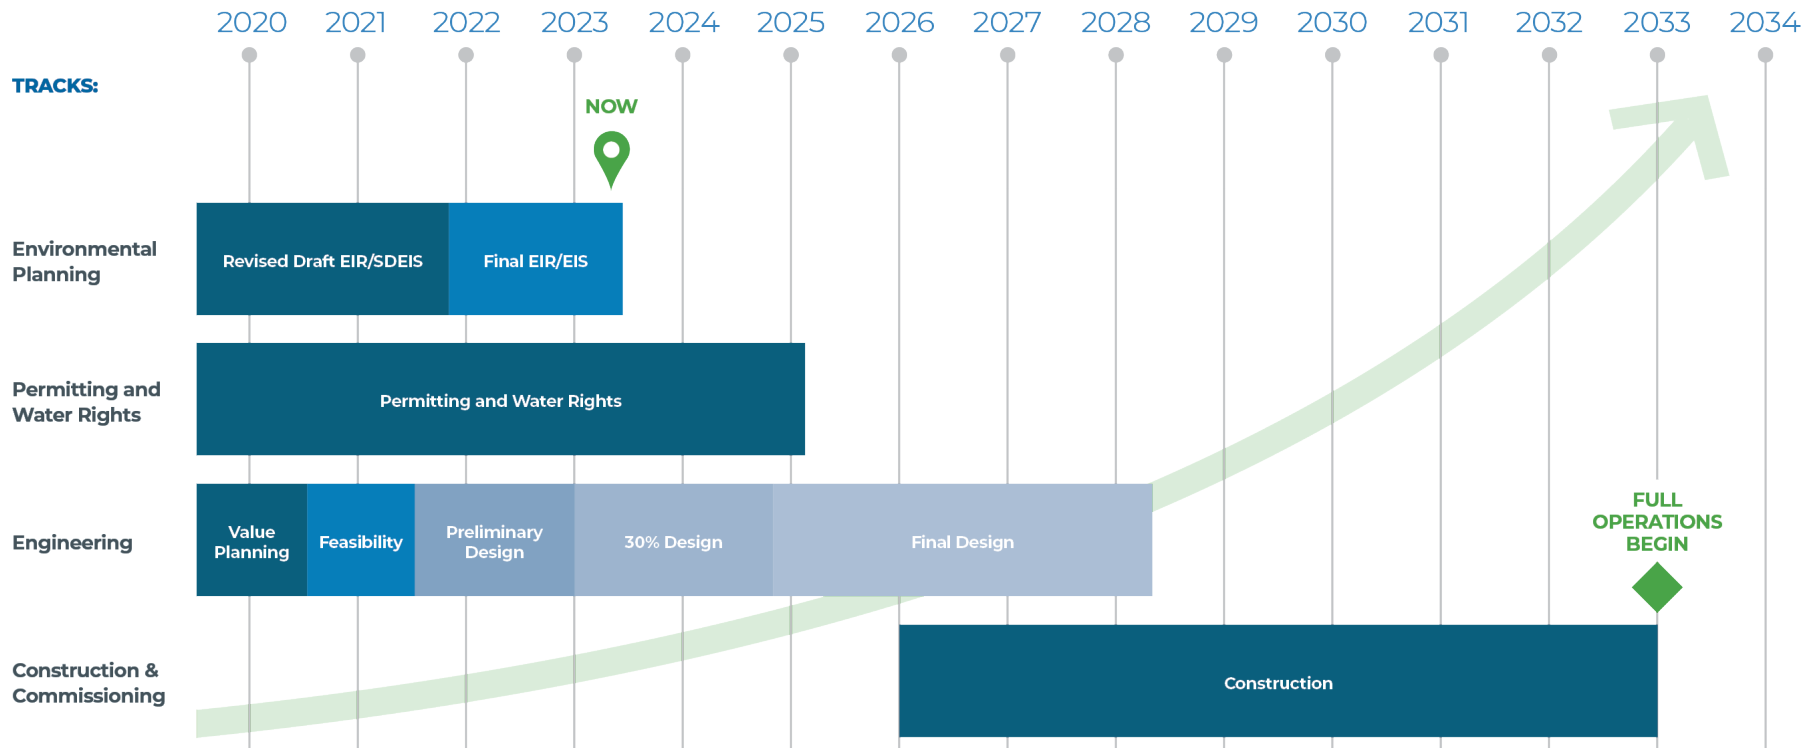 2020 2021 2022 2023 2024 2025 2026 2027 2028 2029 2030 2031 2032 2033 2034
TRACKS:
NOW
Environmental
Planning
Revised Draft EIR/SDEIS
Final EIR/EIS
Permitting and
Water Rights
Permitting and Water Rights
Engineering
Value
Planning
Feasibility
Preliminary
Design
30% Design
Final Design
FULL
OPERATIONS
BEGIN
Construction &
Commissioning
Construction